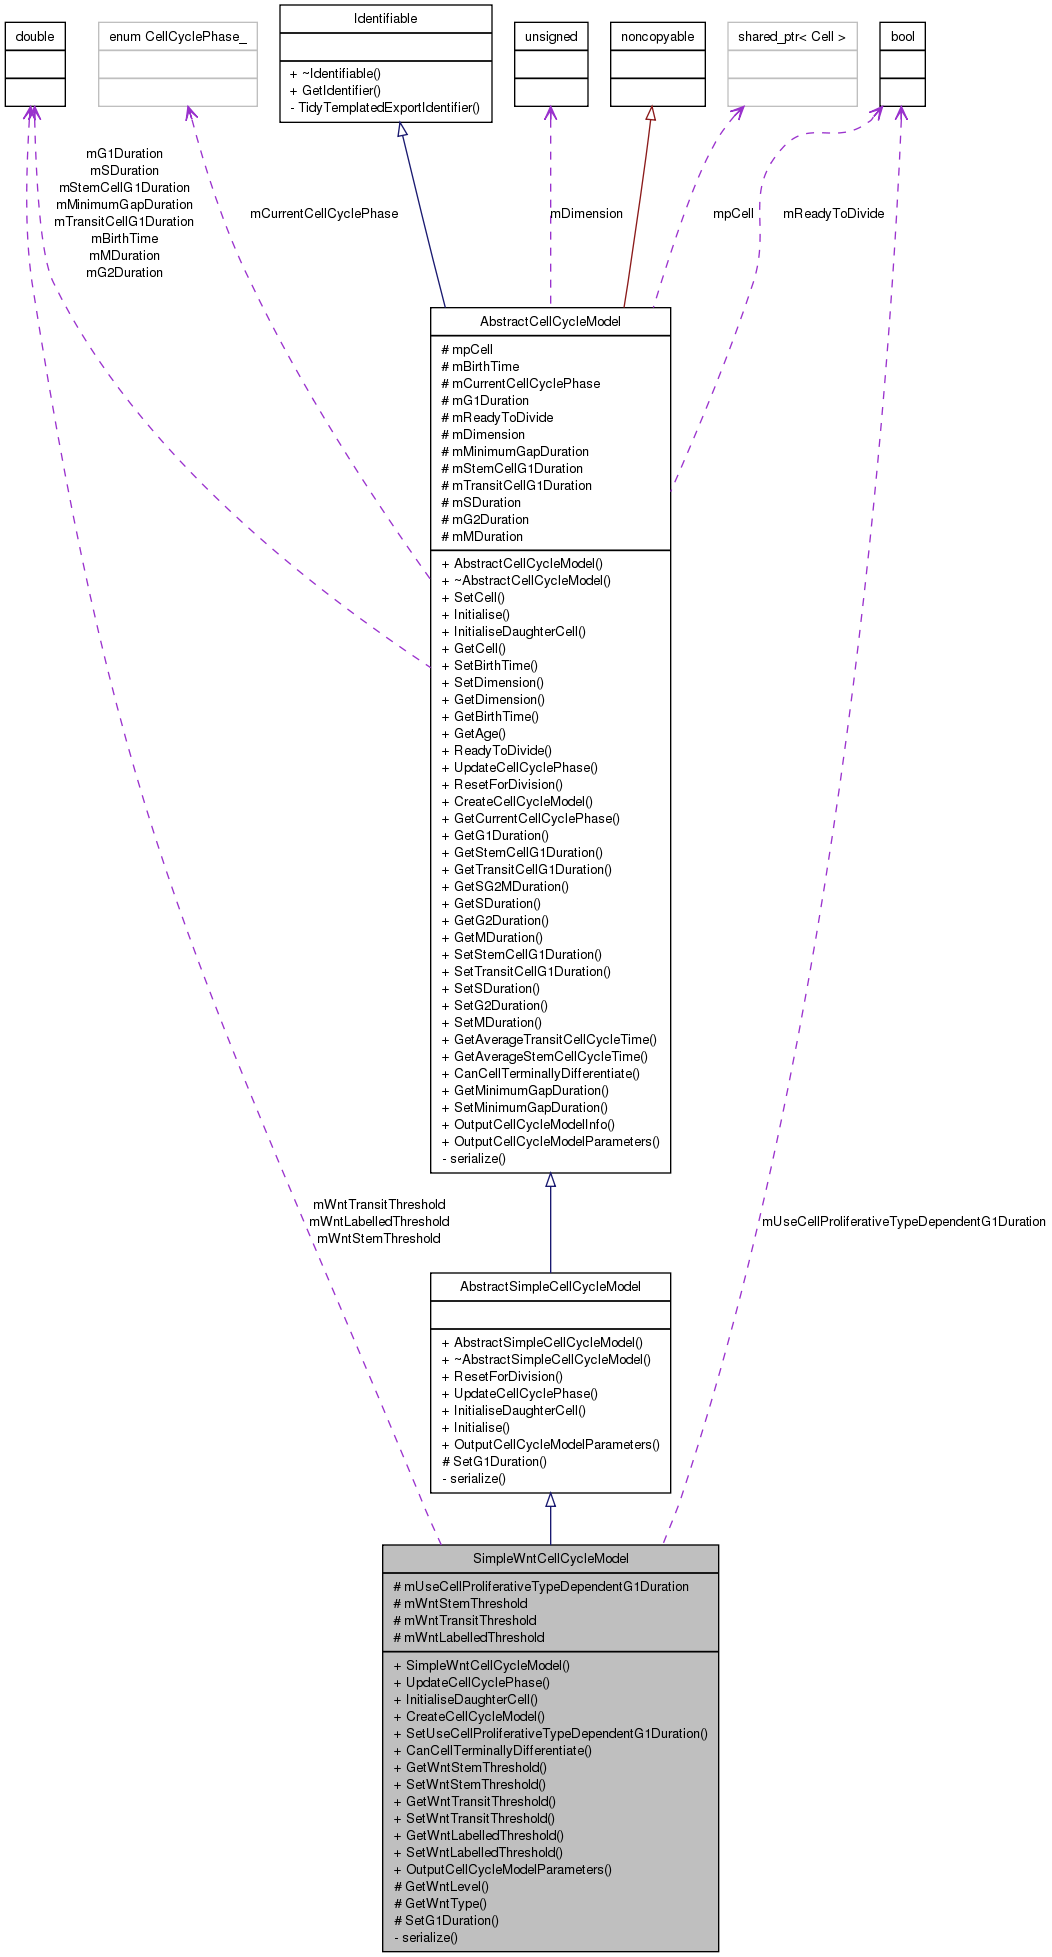 Identifiable
double
enum CellCyclePhase_
unsigned
noncopyable
shared_ptr< Cell >
bool
+ ~Identifiable()
+ GetIdentifier()
- TidyTemplatedExportIdentifier()
mG1Duration
mSDuration
mStemCellG1Duration
mMinimumGapDuration
mTransitCellG1Duration
mBirthTime
mMDuration
mG2Duration
mCurrentCellCyclePhase
mDimension
mpCell
mReadyToDivide
AbstractCellCycleModel
# mpCell
# mBirthTime
# mCurrentCellCyclePhase
# mG1Duration
# mReadyToDivide
# mDimension
# mMinimumGapDuration
# mStemCellG1Duration
# mTransitCellG1Duration
# mSDuration
# mG2Duration
# mMDuration
+ AbstractCellCycleModel()
+ ~AbstractCellCycleModel()
+ SetCell()
+ Initialise()
+ InitialiseDaughterCell()
+ GetCell()
+ SetBirthTime()
+ SetDimension()
+ GetDimension()
+ GetBirthTime()
+ GetAge()
+ ReadyToDivide()
+ UpdateCellCyclePhase()
+ ResetForDivision()
+ CreateCellCycleModel()
+ GetCurrentCellCyclePhase()
+ GetG1Duration()
+ GetStemCellG1Duration()
+ GetTransitCellG1Duration()
+ GetSG2MDuration()
+ GetSDuration()
+ GetG2Duration()
+ GetMDuration()
+ SetStemCellG1Duration()
+ SetTransitCellG1Duration()
+ SetSDuration()
+ SetG2Duration()
+ SetMDuration()
+ GetAverageTransitCellCycleTime()
+ GetAverageStemCellCycleTime()
+ CanCellTerminallyDifferentiate()
+ GetMinimumGapDuration()
+ SetMinimumGapDuration()
+ OutputCellCycleModelInfo()
+ OutputCellCycleModelParameters()
- serialize()
mWntTransitThreshold
mWntLabelledThreshold
mWntStemThreshold
mUseCellProliferativeTypeDependentG1Duration
AbstractSimpleCellCycleModel
+ AbstractSimpleCellCycleModel()
+ ~AbstractSimpleCellCycleModel()
+ ResetForDivision()
+ UpdateCellCyclePhase()
+ InitialiseDaughterCell()
+ Initialise()
+ OutputCellCycleModelParameters()
# SetG1Duration()
- serialize()
SimpleWntCellCycleModel
# mUseCellProliferativeTypeDependentG1Duration
# mWntStemThreshold
# mWntTransitThreshold
# mWntLabelledThreshold
+ SimpleWntCellCycleModel()
+ UpdateCellCyclePhase()
+ InitialiseDaughterCell()
+ CreateCellCycleModel()
+ SetUseCellProliferativeTypeDependentG1Duration()
+ CanCellTerminallyDifferentiate()
+ GetWntStemThreshold()
+ SetWntStemThreshold()
+ GetWntTransitThreshold()
+ SetWntTransitThreshold()
+ GetWntLabelledThreshold()
+ SetWntLabelledThreshold()
+ OutputCellCycleModelParameters()
# GetWntLevel()
# GetWntType()
# SetG1Duration()
- serialize()